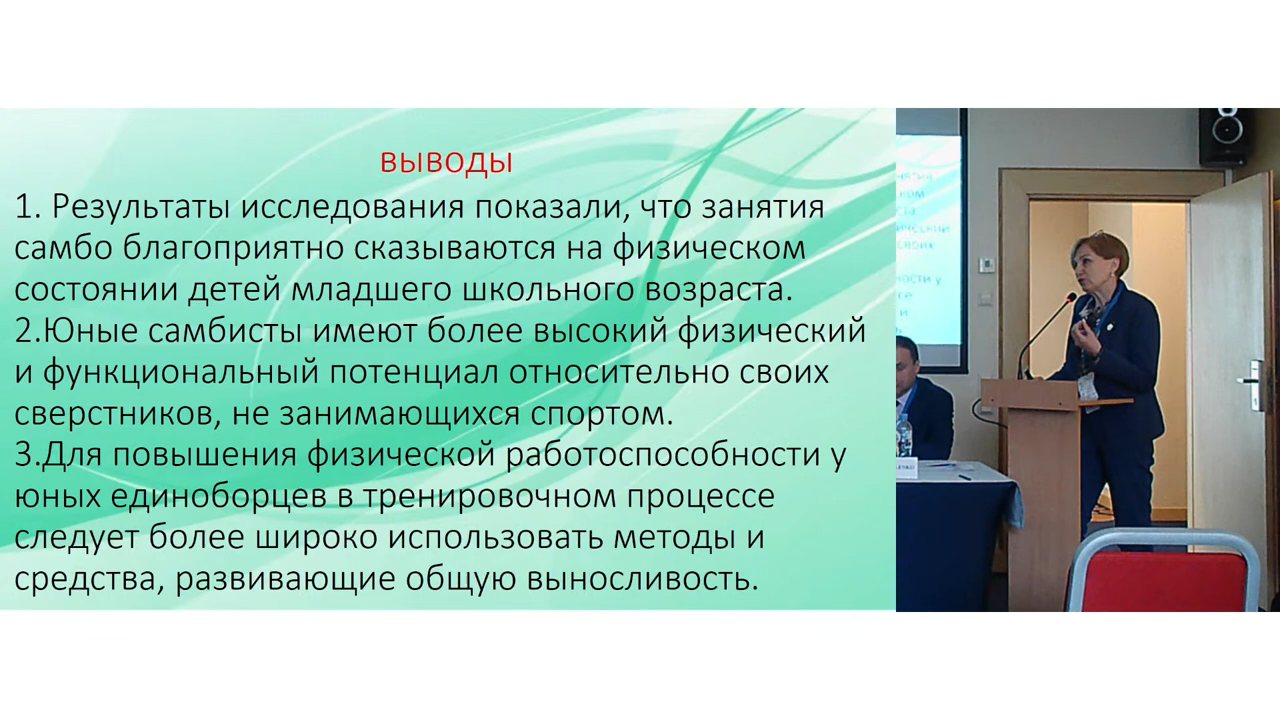 выводы
1. Результаты исследования показали, что занятия
самбо благоприятно сказываются на физическом
состоянии детей младшего школьного возраста.
2.Юные самбисты имеют более высокий физический
и функциональный потенциал относительно своих
сверстников, не занимающихся спортом.
3.Для повышения физической работоспособности у
юных единоборцев в тренировочном процессе
следует более широко использовать методы и
средства, развивающие общую выносливость.